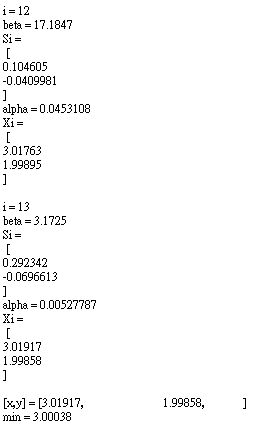 i = 12
beta = 17.1847
Si =
[
0.104605
-0.0409981
]
alpha = 0.0453108
Xi =
[
3.01763
1.99895
]
i = 13
beta = 3.1725
Si =
[
0.292342
-0.0696613
]
alpha = 0.00527787
Xi =
[
3.01917
1.99858
]
[x,y] = [3.01917, 1.99858, ]
min = 3.00038